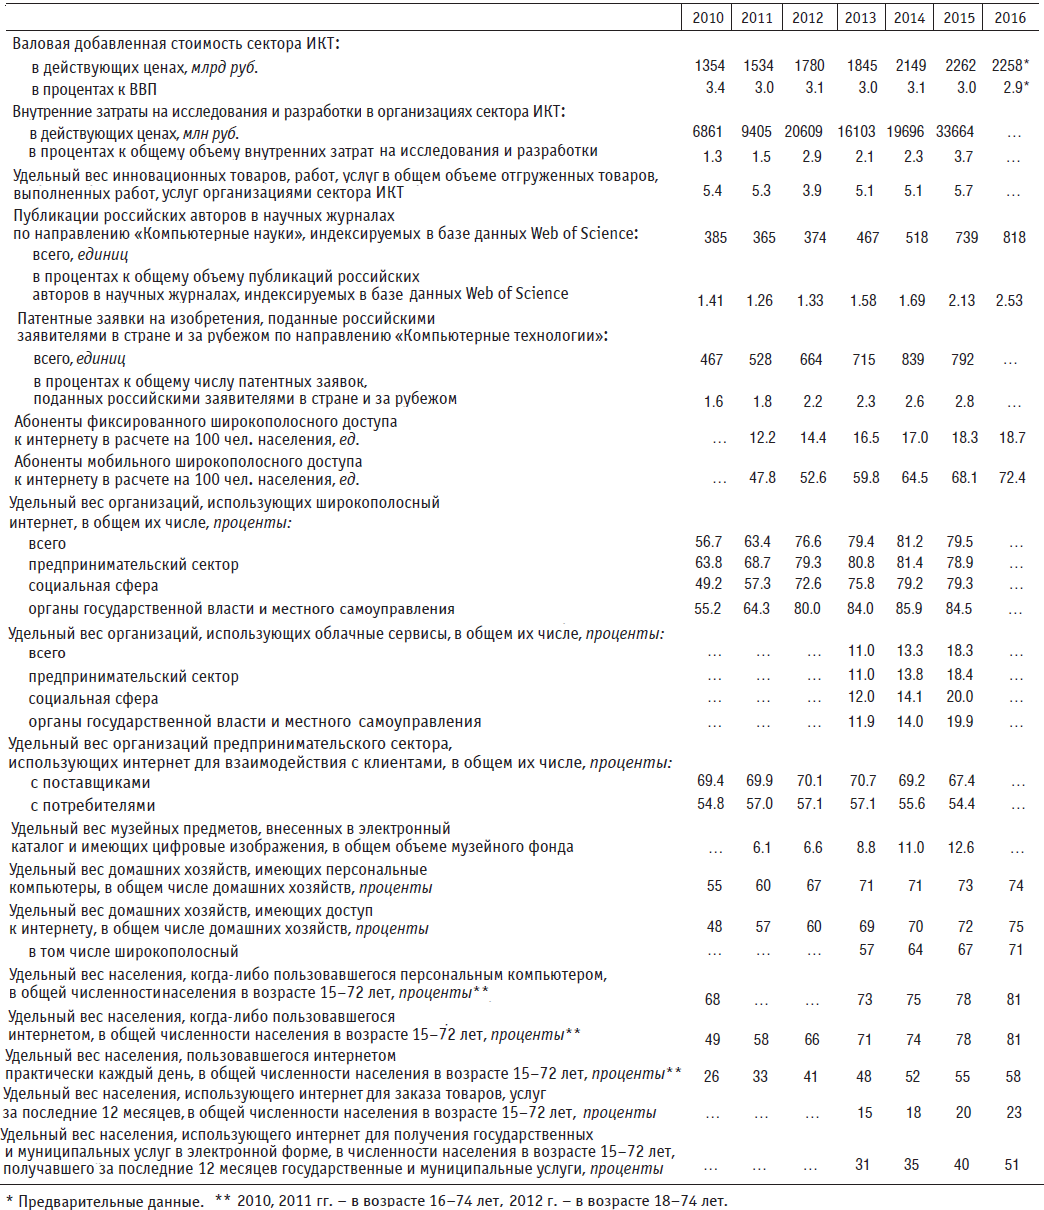 2010 2011 2012 2013 2014 2015 2016
Валовая добавленная стоимость сектора ИКТ:
в действующих ценах, млрд руб. 1354 1534 1780 1845 2149 2262 2258*
в процентах к ВВП 3.4 3.0 3.1 3.0 3.1 3.0 2.9*
Внутренние затраты на исследования и разработки в организациях сектора ИКТ:
в действующих ценах, млн руб. 6861 9405 20609 16103 19696 33664 ...
в процентах к общему объему внутренних затрат на исследования и разработки 1.3 1.5 2.9 2.1 2.3 3.7 ...
Удельный вес инновационных товаров, работ, услуг в общем объеме отгруженных товаров,
выполненных работ, услуг организациями сектора ИКТ 5.4 5.3 3.9 5.1 5.1 5.7 ...
Публикации российских авторов в научных журналах
по направлению «Компьютерные науки», индексируемых в базе данных Web of Science: 385 365 374 467 518 739 818
всего, единиц
в процентах к общему объему публикаций российских
авторов в научных журналах, индексируемых в базе данных Web of Science 1.41 1.26 1.33 1.58 1.69 2.13 2.53
Патентные заявки на изобретения, поданные российскими
заявителями в стране и за рубежом по направлению «Компьютерные технологии»:
всего, единиц 467 528 664 715 839 792 ...
в процентах к общему числу патентных заявок,
поданных российскими заявителями в стране и за рубежом 1.6 1.8 2.2 2.3 2.6 2.8 ...
Абоненты фиксированного широкополосного доступа
к интернету в расчете на 100 чел. населения, ед. ... 12.2 14.4 16.5 17.0 18.3 18.7
Абоненты мобильного широкополосного доступа
к интернету в расчете на 100 чел. населения, ед. ... 47.8 52.6 59.8 64.5 68.1 72.4
Удельный вес организаций, использующих широкополосный
интернет, в общем их числе, проценты:
всего 56.7 63.4 76.6 79.4 81.2 79.5 ...
предпринимательский сектор 63.8 68.7 79.3 80.8 81.4 78.9 ...
социальная сфера 49.2 57.3 72.6 75.8 79.2 79.3 ...
органы государственной власти и местного самоуправления 55.2 64.3 80.0 84.0 85.9 84.5 ...
Удельный вес организаций, использующих облачные сервисы, в общем их числе, проценты:
всего ... ... ... 11.0 13.3 18.3 ...
предпринимательский сектор ... ... ... 11.0 13.8 18.4 ...
социальная сфера ... ... ... 12.0 14.1 20.0 ...
органы государственной власти и местного самоуправления ... ... ... 11.9 14.0 19.9 ...
Удельный вес организаций предпринимательского сектора,
использующих интернет для взаимодействия с клиентами, в общем их числе, проценты:
с поставщиками 69.4 69.9 70.1 70.7 69.2 67.4 ...
с потребителями 54.8 57.0 57.1 57.1 55.6 54.4 ...
Удельный вес музейных предметов, внесенных в электронный
каталог и имеющих цифровые изображения, в общем объеме музейного фонда ... 6.1 6.6 8.8 11.0 12.6 ...
Удельный вес домашних хозяйств, имеющих персональные
компьютеры, в общем числе домашних хозяйств, проценты 55 60 67 71 71 73 74
Удельный вес домашних хозяйств, имеющих доступ
к интернету, в общем числе домашних хозяйств, проценты 48 57 60 69 70 72 75
в том числе широкополосный ... ... ... 57 64 67 71
Удельный вес населения, когда-либо пользовавшегося персональным компьютером,
в общей численностинаселения в возрасте 15–72 лет, проценты** 68 ... ... 73 75 78 81
Удельный вес населения, когда-либо пользовавшегося
интернетом, в общей численности населения в возрасте 15–72 лет, проценты** 49 58 66 71 74 78 81
Удельный вес населения, пользовавшегося интернетом
практически каждый день, в общей численности населения в возрасте 15–72 лет, проценты** 26 33 41 48 52 55 58
Удельный вес населения, использующего интернет для заказа товаров, услуг
за последние 12 месяцев, в общей численности населения в возрасте 15–72 лет, проценты ... ... ... 15 18 20 23
Удельный вес населения, использующего интернет для получения государственных
и муниципальных услуг в электронной форме, в численности населения в возрасте 15–72 лет,
получавшего за последние 12 месяцев государственные и муниципальные услуги, проценты ... ... ... 31 35 40 51
* Предварительные данные. ** 2010, 2011 гг. – в возрасте 16–74 лет, 2012 г. – в возрасте 18–74 лет.